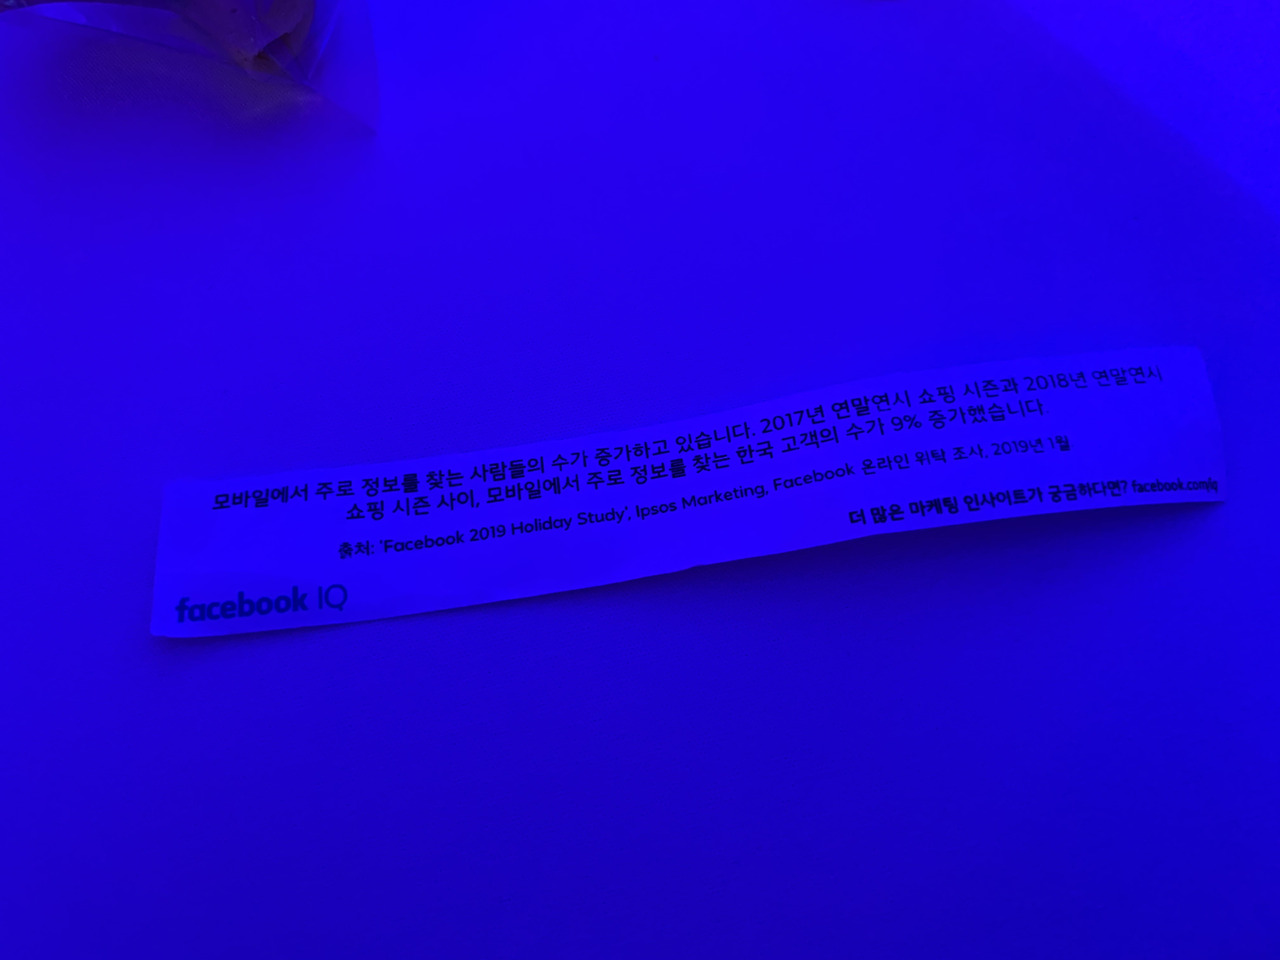 모바일에서 주로 정보를 찾는 사람들의 수가 증가하고 있습니다. 2017년 연말연시 쇼핑 시즌과 2018년 연말연시
쇼핑 시즌 사이, 모바일에서 주로 정보를 찾는 한국 고객의 수가 9% 증가했습니다.
출처: 'Facebook 2019 Holiday Study', Ipsos Marketing, Facebook 온라인 위탁 조사, 2019년 1월
더 많은 마케팅 인사이트가 궁금하다면? facebook.com/iq
facebook IQ